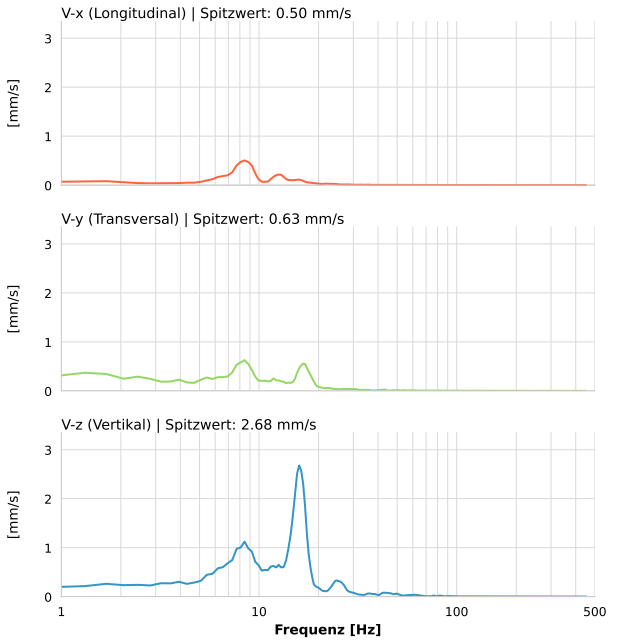 V-x (Longitudinal) | Spitzwert: 0.50 mm/s
3
2
1
0
[mm/s]
V-y (Transversal) | Spitzwert: 0.63 mm/s
3
2
1
0
[mm/s]
V-z (Vertikal) | Spitzwert: 2.68 mm/s
3
2
1
0
[mm/s]
1 10 100 500
Frequenz [Hz]